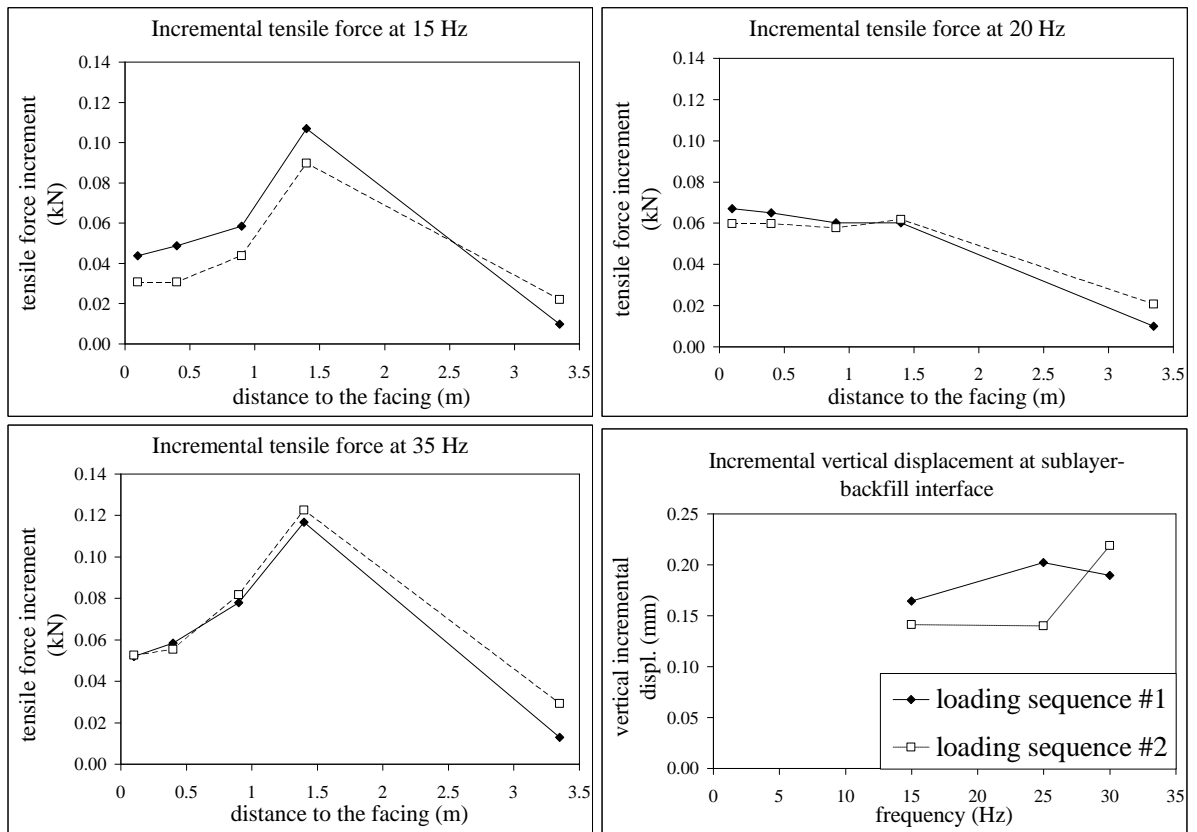 Incremental tensile force at 15 Hz
0.14
0.12
0.10
0.08
0.06
0.04
0.02
0.00
tensile force increment
(kN)
0 0.5 1 1.5 2 2.5 3 3.5
distance to the facing (m)
Incremental tensile force at 20 Hz
0.14
0.12
0.10
0.08
0.06
0.04
0.02
0.00
tensile force increment
(kN)
0 0.5 1 1.5 2 2.5 3 3.5
distance to the facing (m)
Incremental tensile force at 35 Hz
0.14
0.12
0.10
0.08
0.06
0.04
0.02
0.00
tensile force increment
(kN)
0 0.5 1 1.5 2 2.5 3 3.5
distance to the facing (m)
Incremental vertical displacement at sublayer-
backfill interface
0.25
0.20
0.15
0.10
0.05
0.00
vertical incremental
displ. (mm)
loading sequence #1
loading sequence #2
0 5 10 15 20 25 30 35
frequency (Hz)